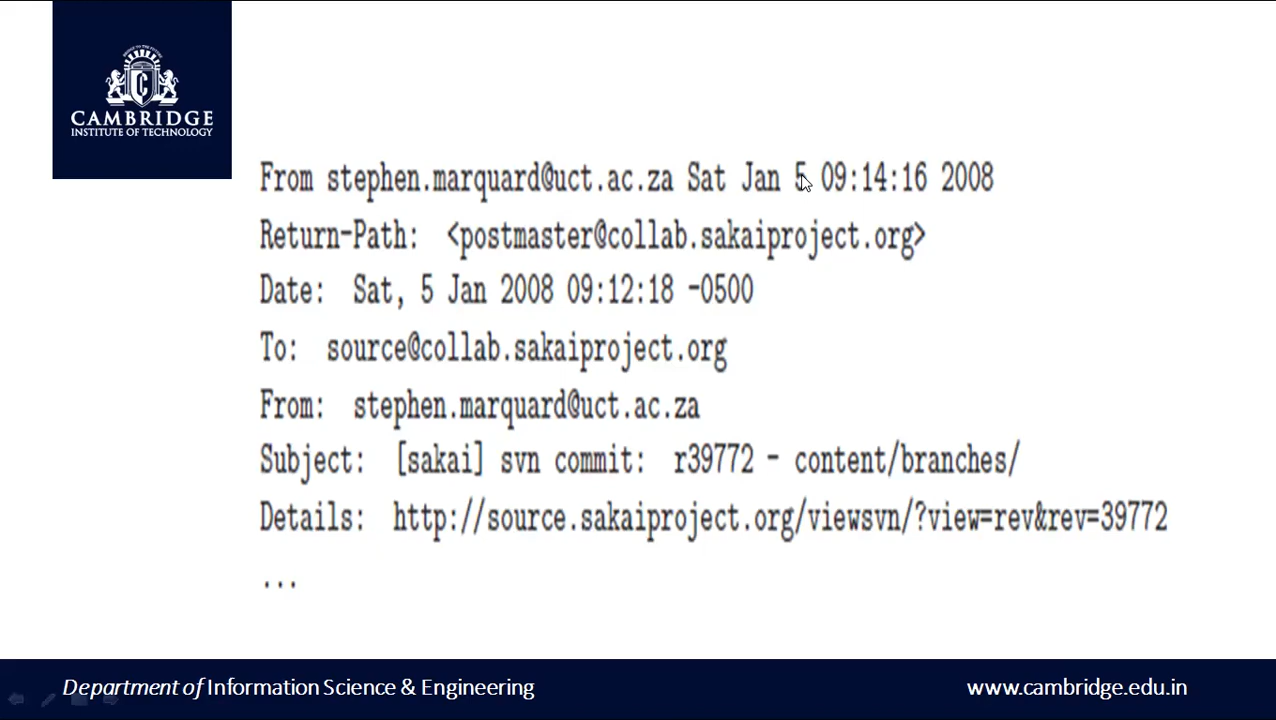 CAMBRIDGE
INSTITUTE OF TECHNOLOGY
From stephen.marquard@uct.ac.za Sat Jan 5 09:14:16 2008
Return-Path: <postmaster@collab.sakaiproject.org>
Date: Sat, 5 Jan 2008 09:12:18 -0500
To: source@collab.sakaiproject.org
From: stephen.marquard@uct.ac.za
Subject: [sakai] svn commit: r39772 - content/branches/
Details: http://source.sakaiproject.org/viewsvn/?view=rev&rev=39772
...
Department of Information Science & Engineering
www.cambridge.edu.in